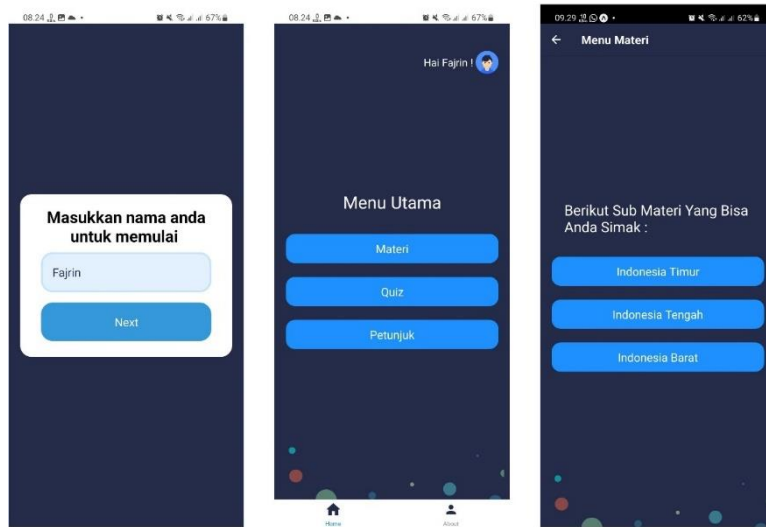 08.24
67%
Masukkan nama anda
untuk memulai
Fajrin
Next
08.24
67%
Hai Fajrin !
Menu Utama
Materi
Quiz
Petunjuk
Home
About
09.29
62%
Menu Materi
Berikut Sub Materi Yang Bisa
Anda Simak :
Indonesia Timur
Indonesia Tengah
Indonesia Barat